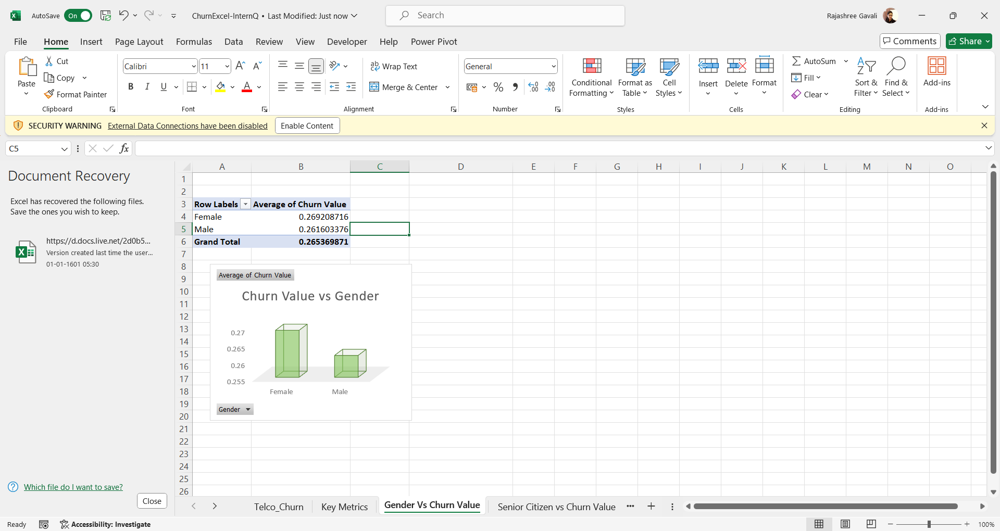 AutoSave On ChurnExcel-InternQ • Last Modified: Just now Search Rajashree Gavali
File Home Insert Page Layout Formulas Data Review View Developer Help Power Pivot Comments Share
Paste
Cut
Copy
Format Painter
Clipboard
Calibri 11
B I U A
Font
Wrap Text
Merge & Center
Alignment
General
% 9
Number
Conditional Formatting
Format as Table
Cell Styles
Styles
Insert Delete Format
Cells
AutoSum
Fill
Clear
Sort & Filter
Find & Select
Editing
Add-ins
Add-ins
SECURITY WARNING External Data Connections have been disabled Enable Content
C5 fx
Document Recovery
Excel has recovered the following files.
Save the ones you wish to keep.
https://d.docs.live.net/2d0b5...
Version created last time the user...
01-01-1601 05:30
Which file do I want to save?
Close
A B C D E F G H I J K L M N O
1
2
3 Row Labels Average of Churn Value
4 Female 0.269208716
5 Male 0.261603376
6 Grand Total 0.265369871
7
8
9
10
11
12
13
14
15
16
17
18
19
20
21
22
23
24
25
26
Average of Churn Value
Churn Value vs Gender
0.27
0.265
0.26
0.255
Female Male
Gender
Telco_Churn Key Metrics Gender Vs Churn Value Senior Citizen vs Churn Value ...
Ready Accessibility: Investigate 100%